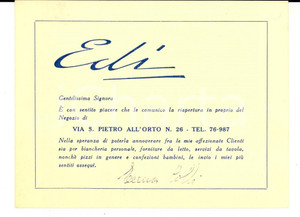 Edi
Gentilissima Signora
È con sentito piacere che le comunico la riapertura in proprio del
Negozio di
VIA S. PIETRO ALL'ORTO N. 26 - TEL. 76-987
Nella speranza di poterla annoverare fra le mie affezionate Clienti
sia per biancheria personale, forniture da letto, servizi da tavola,
nonchè pizzi in genere e confezioni bambini, le invio i miei più
sentiti ossequi.